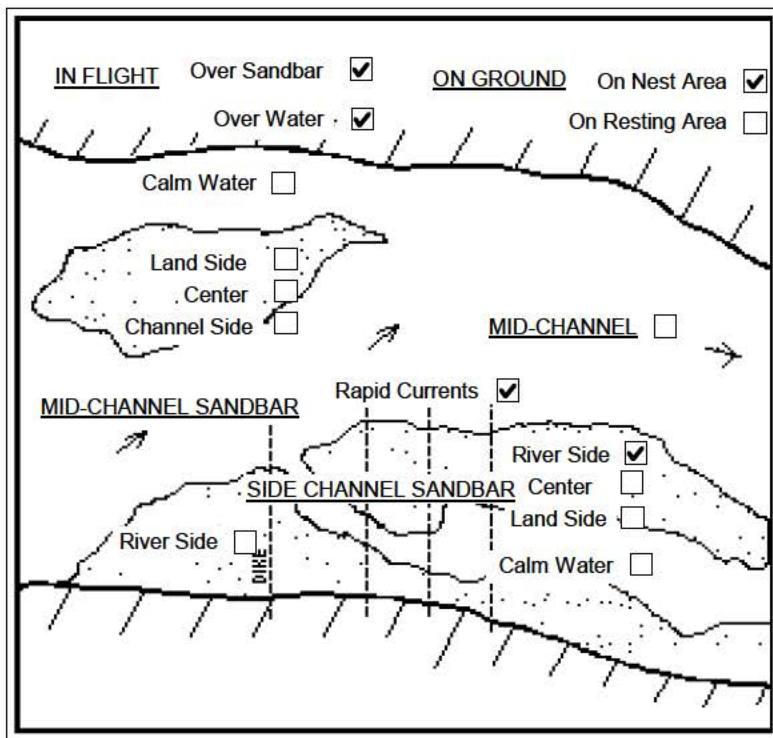 IN FLIGHT Over Sandbar ON GROUND On Nest Area
Over Water On Resting Area
Calm Water
Land Side
Center
Channel Side
MID-CHANNEL
Rapid Currents
MID-CHANNEL SANDBAR
River Side
SIDE CHANNEL SANDBAR Center
Land Side
River Side
DIKE
Calm Water